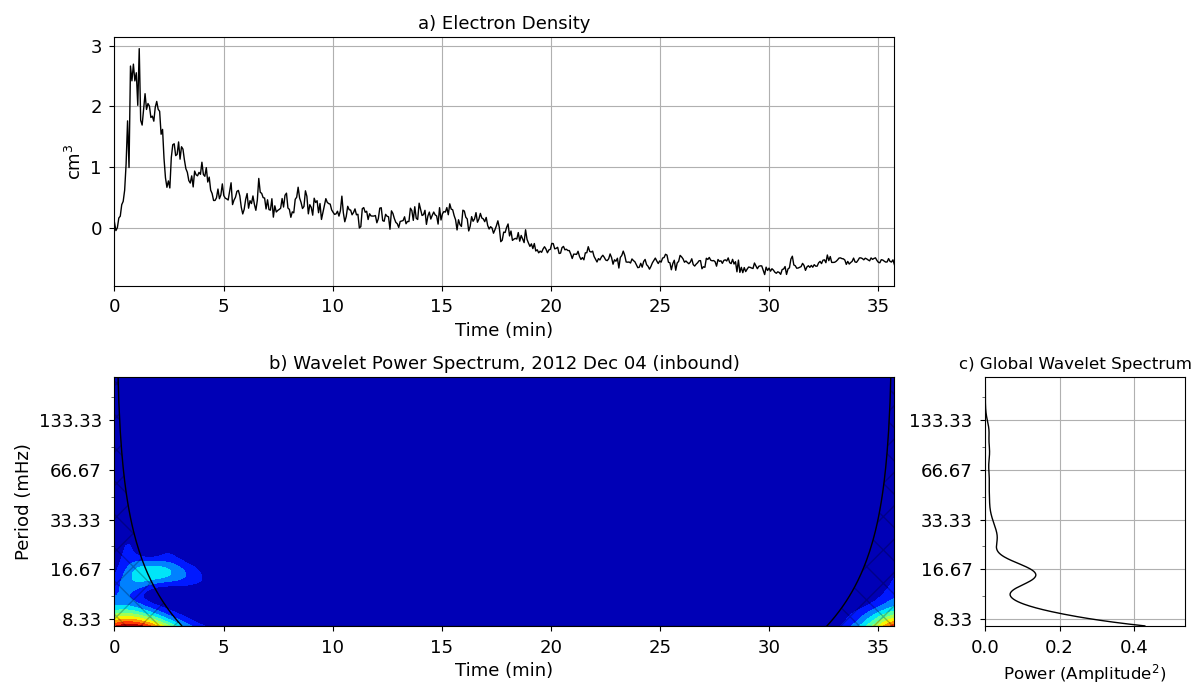 a) Electron Density
3
2
1
0
cm³
0 5 10 15 20 25 30 35
Time (min)
b) Wavelet Power Spectrum, 2012 Dec 04 (inbound)
133.33
66.67
33.33
16.67
8.33
Period (mHz)
0 5 10 15 20 25 30 35
Time (min)
c) Global Wavelet Spectrum
133.33
66.67
33.33
16.67
8.33
0.0 0.2 0.4
Power (Amplitude²)